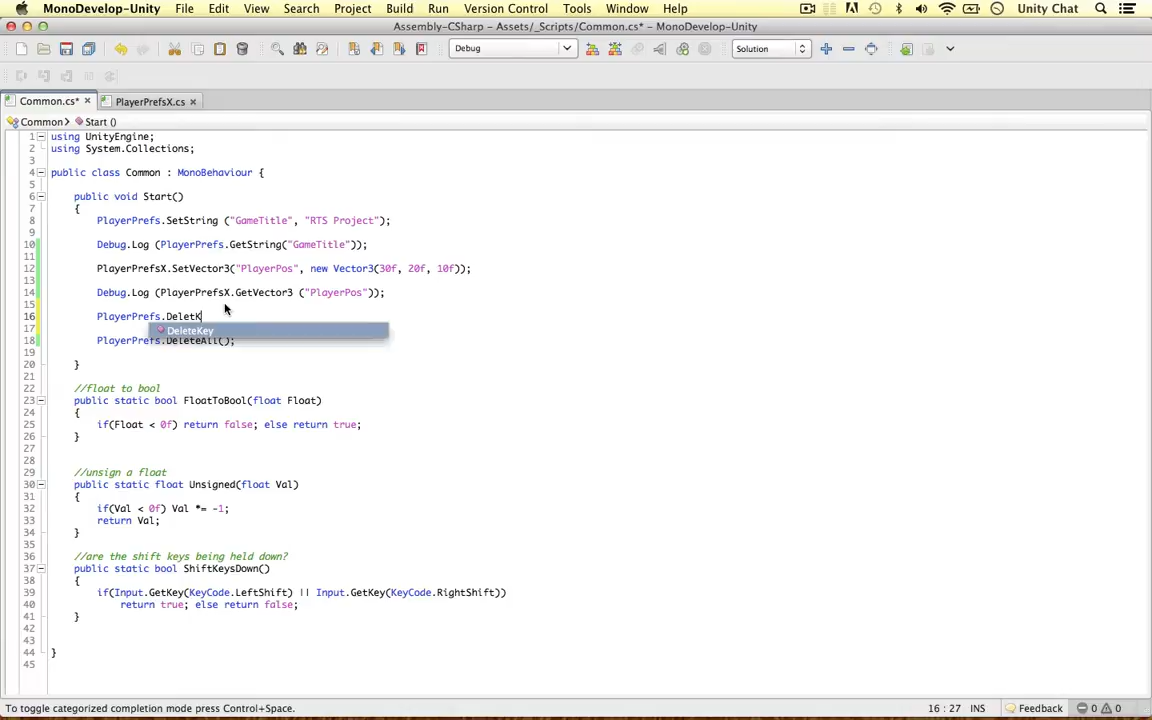 MonoDevelop-Unity File Edit View Search Project Build Run Version Control Tools Window Help Unity Chat
Assembly-CSharp - Assets/_Scripts/Common.cs* - MonoDevelop-Unity
Debug Solution
Common.cs* × PlayerPrefsX.cs ×
Common > Start ()
1 using UnityEngine;
2 using System.Collections;
3
4 public class Common : MonoBehaviour {
5
6 public void Start()
7 {
8 PlayerPrefs.SetString ("GameTitle", "RTS Project");
9
10 Debug.Log (PlayerPrefs.GetString("GameTitle"));
11
12 PlayerPrefsX.SetVector3("PlayerPos", new Vector3(30f, 20f, 10f));
13
14 Debug.Log (PlayerPrefsX.GetVector3 ("PlayerPos"));
15
16 PlayerPrefs.DeletK
17 DeleteKey
18 PlayerPrefs.DeleteAll();
19
20 }
21
22 //float to bool
23 public static bool FloatToBool(float Float)
24 {
25 if(Float < 0f) return false; else return true;
26 }
27
28
29 //unsign a float
30 public static float Unsigned(float Val)
31 {
32 if(Val < 0f) Val *= -1;
33 return Val;
34 }
35
36 //are the shift keys being held down?
37 public static bool ShiftKeysDown()
38 {
39 if(Input.GetKey(KeyCode.LeftShift) || Input.GetKey(KeyCode.RightShift))
40 return true; else return false;
41 }
42
43
44 }
45
To toggle categorized completion mode press Control+Space. 16 : 27 INS Feedback 0 0